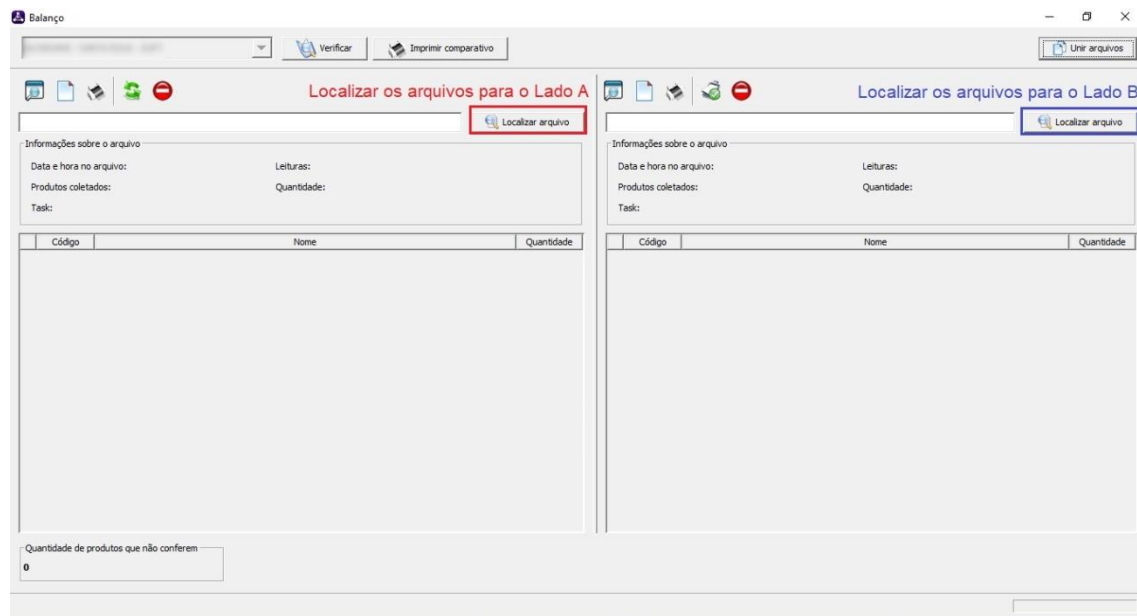 Balanço
Verificar
Imprimir comparativo
Unir arquivos
Localizar os arquivos para o Lado A
Localizar arquivo
Informações sobre o arquivo
Data e hora no arquivo:
Leituras:
Produtos coletados:
Quantidade:
Task:
Código
Nome
Quantidade
Localizar os arquivos para o Lado B
Localizar arquivo
Informações sobre o arquivo
Data e hora no arquivo:
Leituras:
Produtos coletados:
Quantidade:
Task:
Código
Nome
Quantidade
Quantidade de produtos que não conferem
0